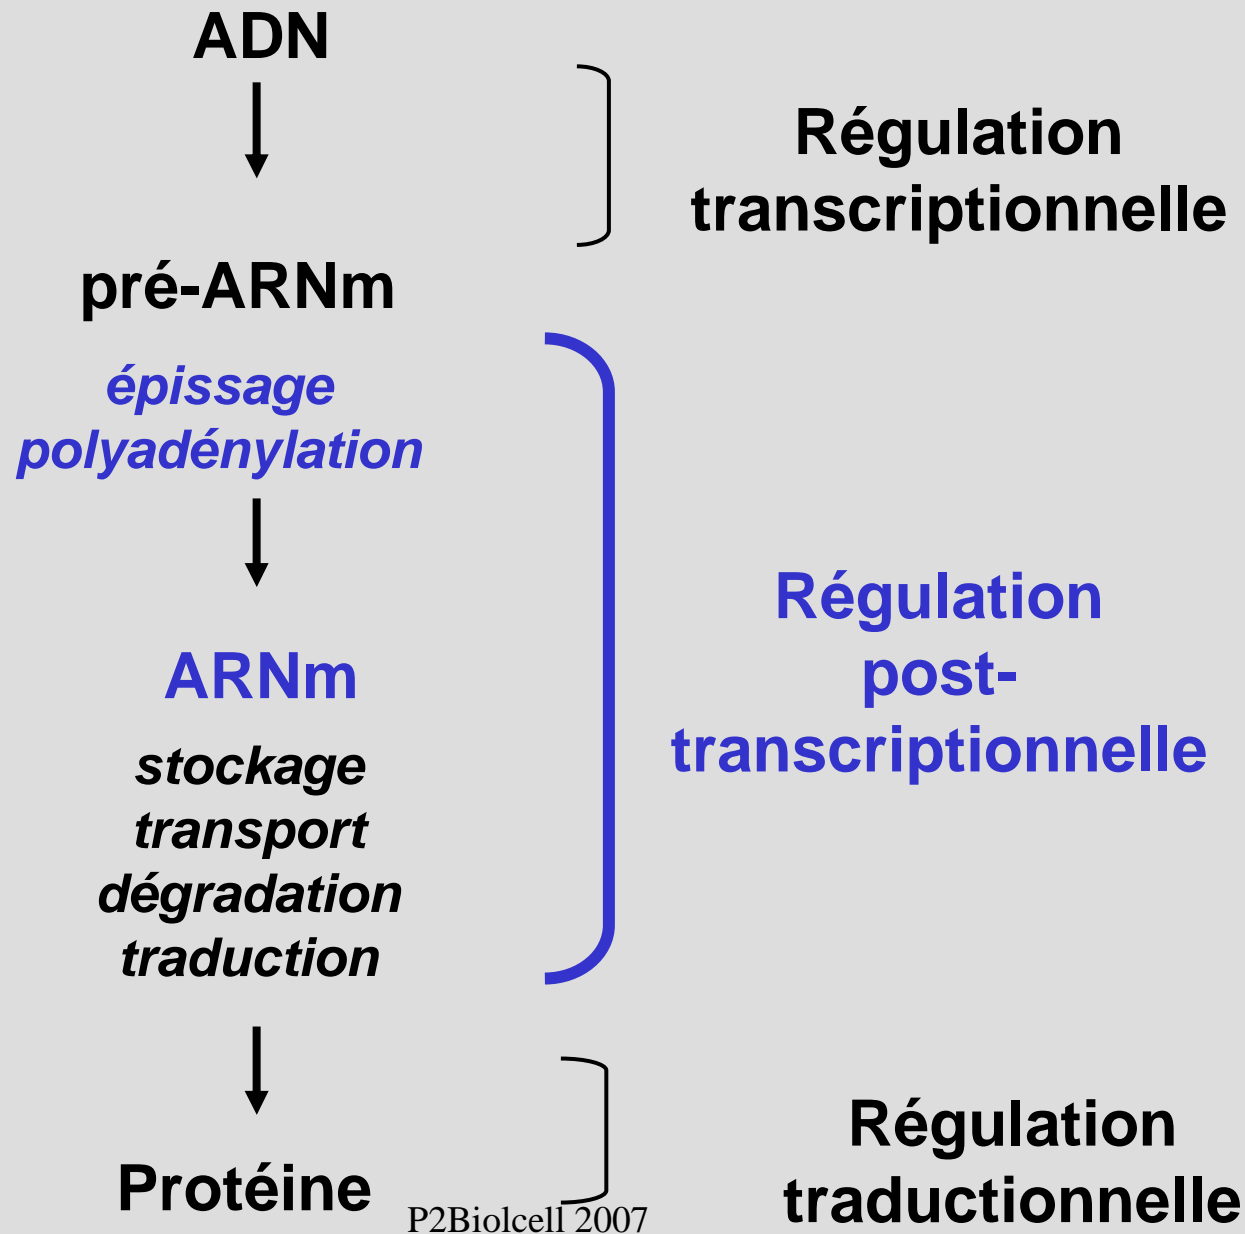 ADN
Régulation
transcriptionnelle
pré-ARNm
épissage
polyadénylation
ARNm
Régulation
post-
transcriptionnelle
stockage
transport
dégradation
traduction
Protéine
Régulation
traductionnelle
P2Biolcell 2007